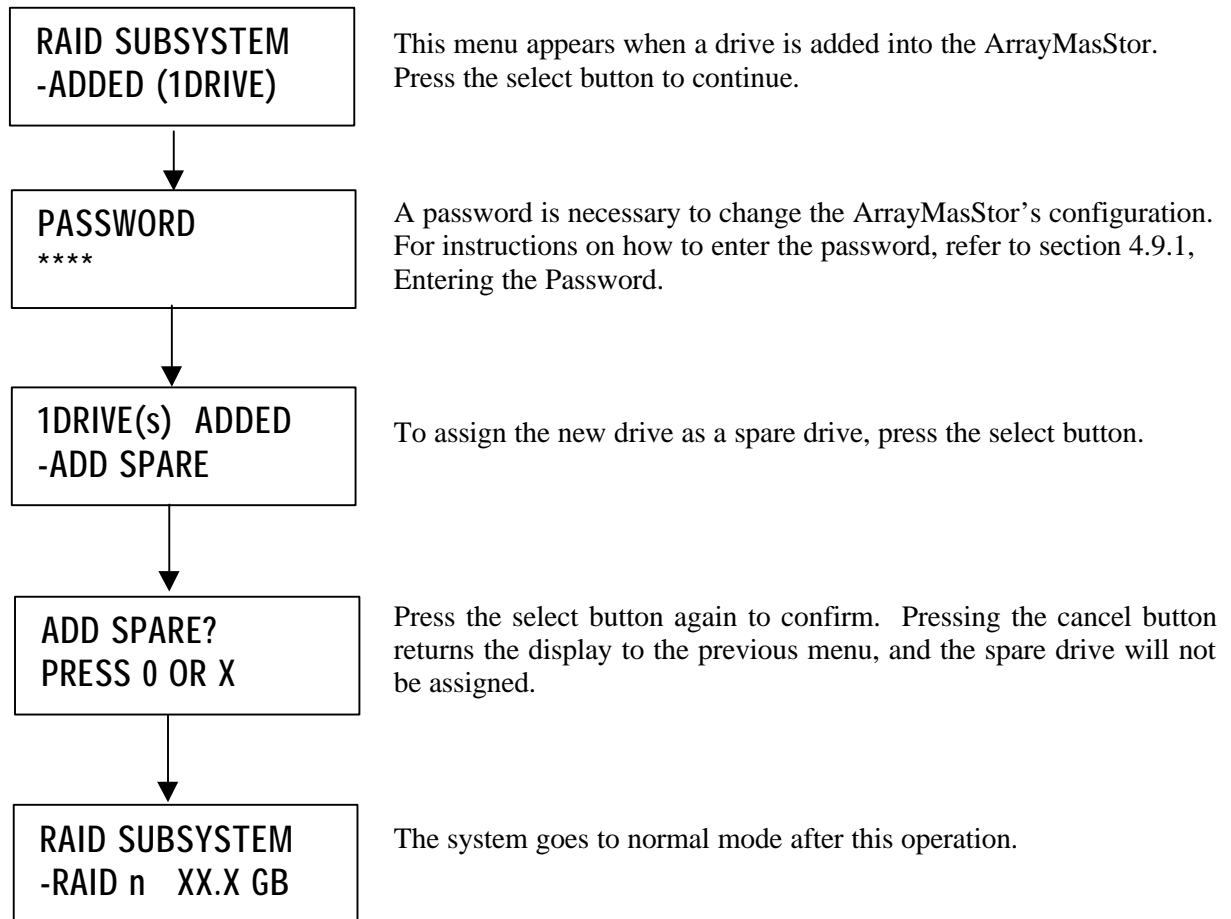 RAID SUBSYSTEM
-ADDED (1DRIVE)
This menu appears when a drive is added into the ArrayMasStor.
Press the select button to continue.
PASSWORD
****
A password is necessary to change the ArrayMasStor’s configuration.
For instructions on how to enter the password, refer to section 4.9.1,
Entering the Password.
1DRIVE(s) ADDED
-ADD SPARE
To assign the new drive as a spare drive, press the select button.
ADD SPARE?
PRESS 0 OR X
Press the select button again to confirm. Pressing the cancel button
returns the display to the previous menu, and the spare drive will not
be assigned.
RAID SUBSYSTEM
-RAID n XX.X GB
The system goes to normal mode after this operation.